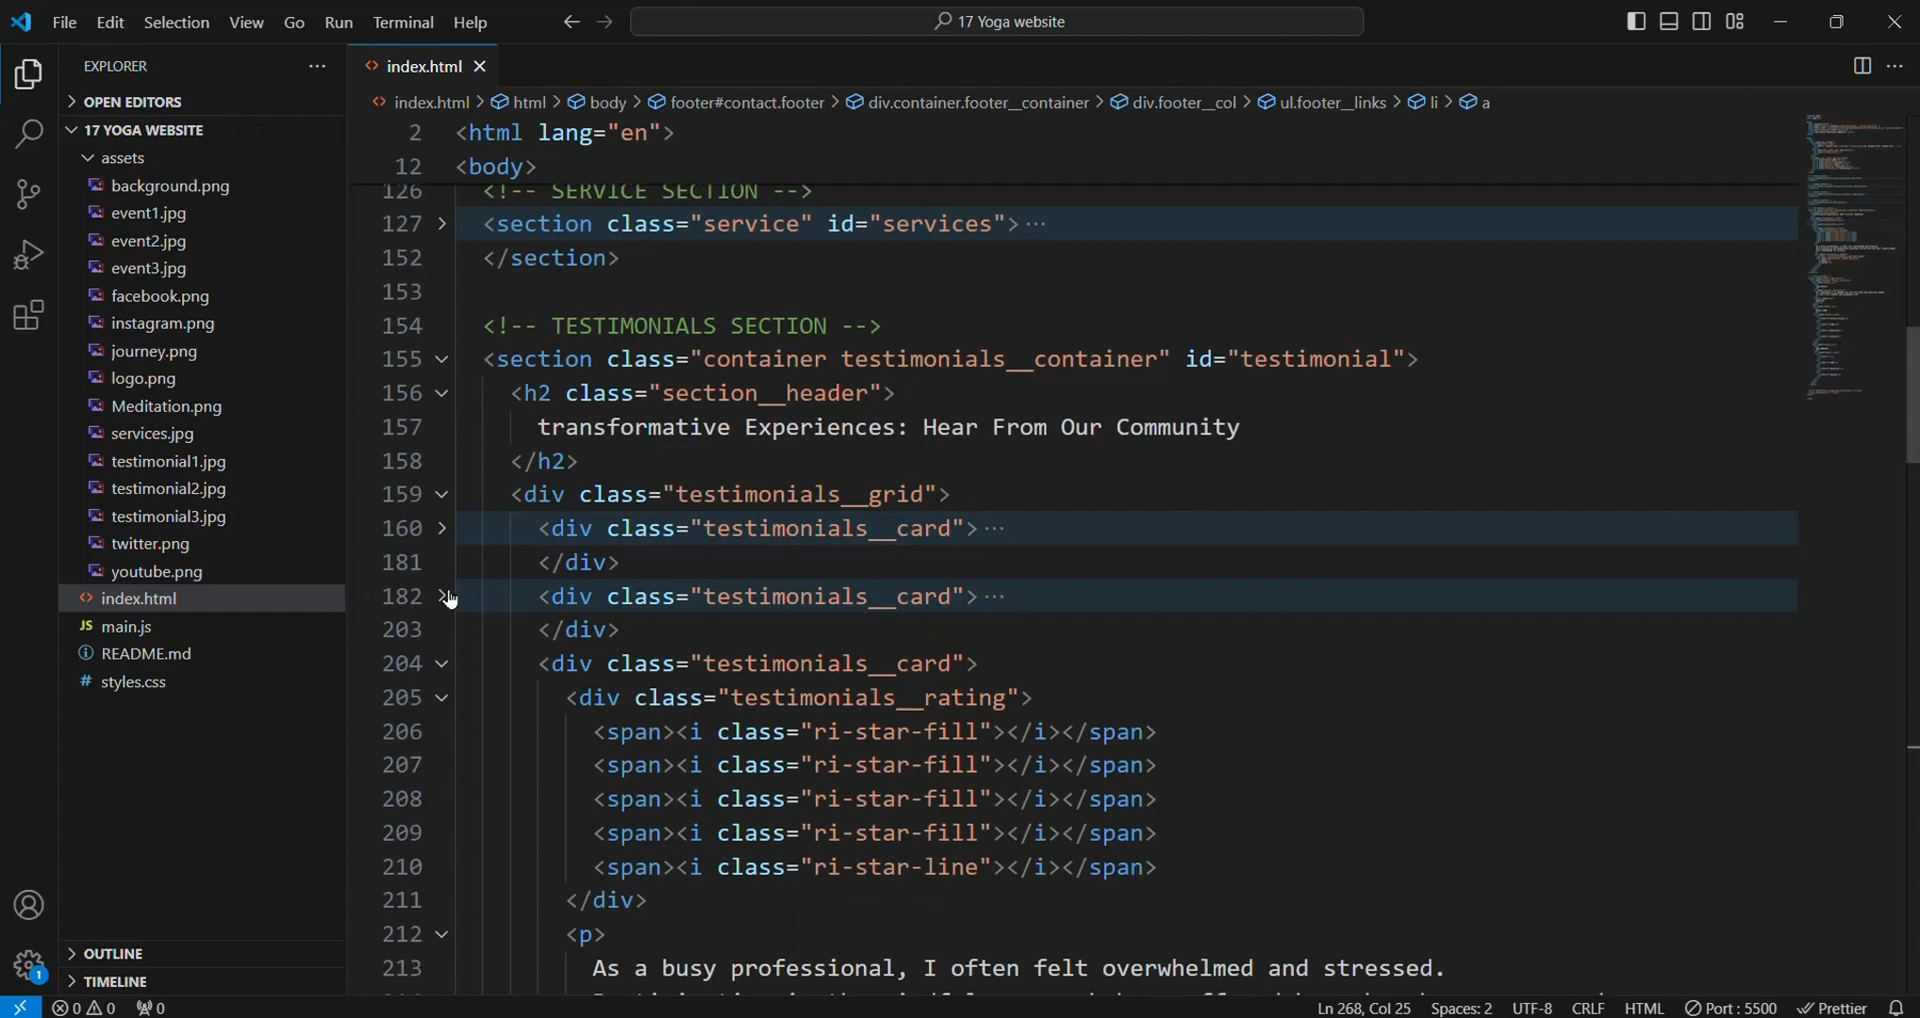 File Edit Selection View Go Run Terminal Help 17 Yoga website
EXPLORER
OPEN EDITORS
17 YOGA WEBSITE
assets
background.png
event1.jpg
event2.jpg
event3.jpg
facebook.png
instagram.png
journey.png
logo.png
Meditation.png
services.jpg
testimonial1.jpg
testimonial2.jpg
testimonial3.jpg
twitter.png
youtube.png
index.html
JS main.js
README.md
# styles.css
OUTLINE
TIMELINE
1
index.html
index.html > html > body > footer#contact.footer > div.container.footer__container > div.footer__col > ul.footer__links > li > a
2 <html lang="en">
12 <body>
126 <!-- SERVICE SECTION -->
127 <section class="service" id="services">...
152 </section>
153
154 <!-- TESTIMONIALS SECTION -->
155 <section class="container testimonials__container" id="testimonial">
156 <h2 class="section__header">
157 transformative Experiences: Hear From Our Community
158 </h2>
159 <div class="testimonials__grid">
160 <div class="testimonials__card">...
181 </div>
182 <div class="testimonials__card">...
203 </div>
204 <div class="testimonials__card">
205 <div class="testimonials__rating">
206 <span><i class="ri-star-fill"></i></span>
207 <span><i class="ri-star-fill"></i></span>
208 <span><i class="ri-star-fill"></i></span>
209 <span><i class="ri-star-fill"></i></span>
210 <span><i class="ri-star-line"></i></span>
211 </div>
212 <p>
213 As a busy professional, I often felt overwhelmed and stressed.
0 0 0 Ln 268, Col 25 Spaces: 2 UTF-8 CRLF HTML Port : 5500 Prettier